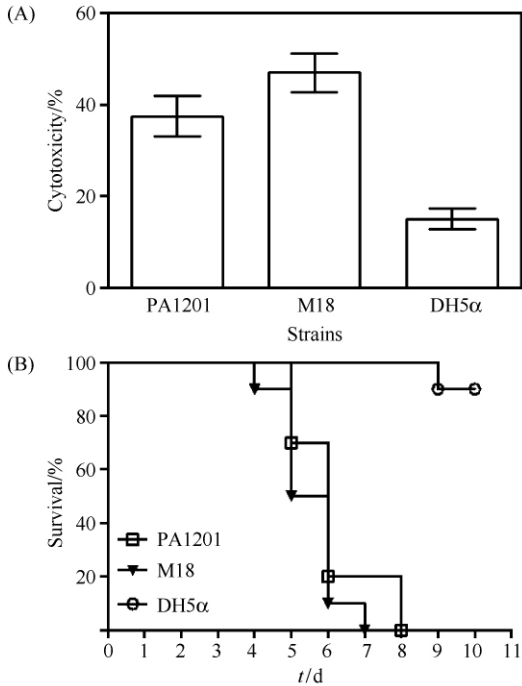 (A)
60
40
20
0
Cytotoxicity/%
PA1201 M18 DH5α
Strains
(B)
100
80
60
40
20
Survival/%
PA1201
M18
DH5α
0 1 2 3 4 5 6 7 8 9 10 11
t/d